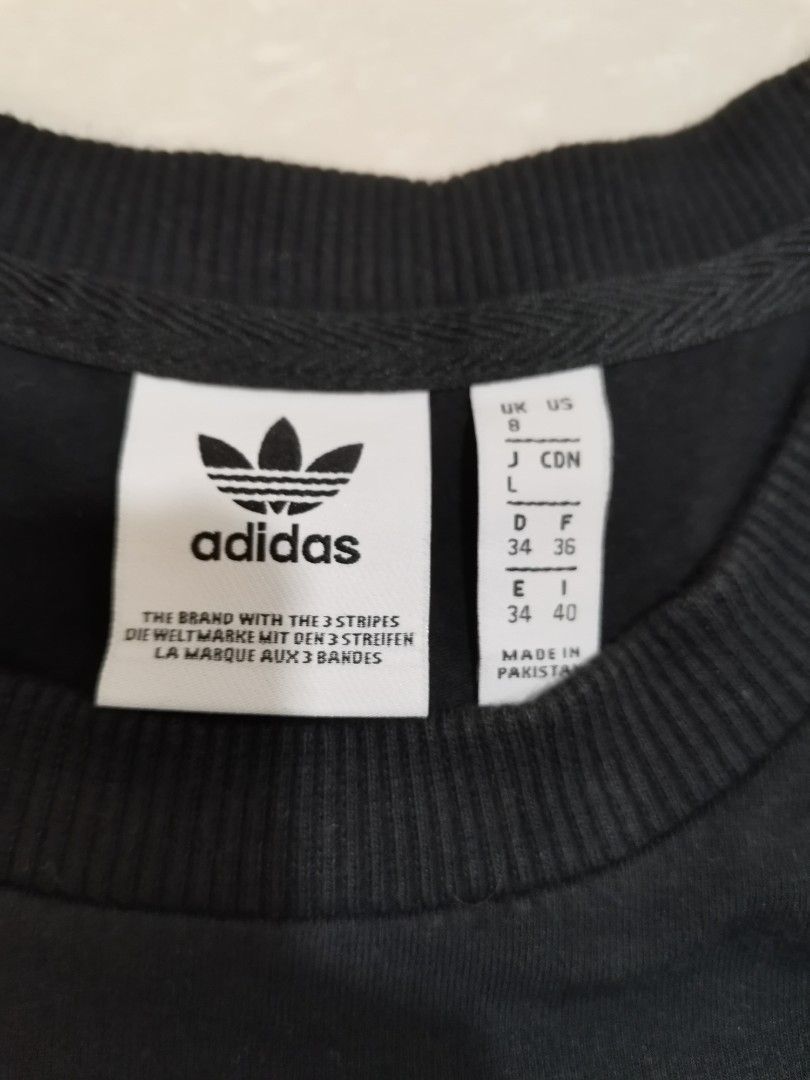 adidas
THE BRAND WITH THE 3 STRIPES
DIE WELTMARKE MIT DEN 3 STREIFEN
LA MARQUE AUX 3 BANDES
UK US
8
J CDN
L
D F
34 36
E I
34 40
MADE IN
PAKISTA